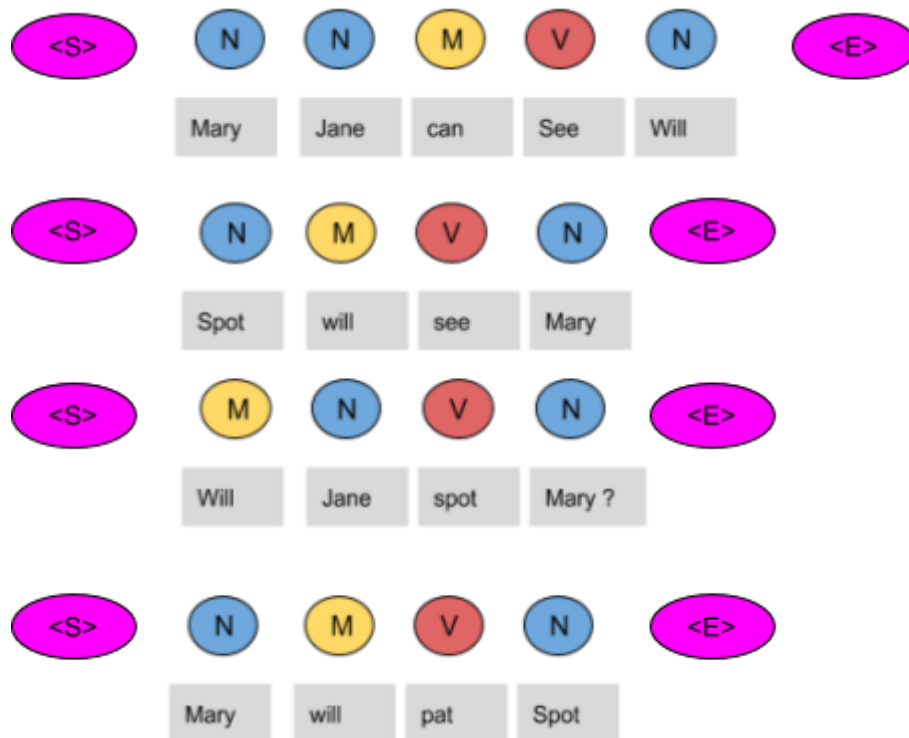 <S> N N M V N <E>
Mary Jane can See Will
<S> N M V N <E>
Spot will see Mary
<S> M N V N <E>
Will Jane spot Mary ?
<S> N M V N <E>
Mary will pat Spot